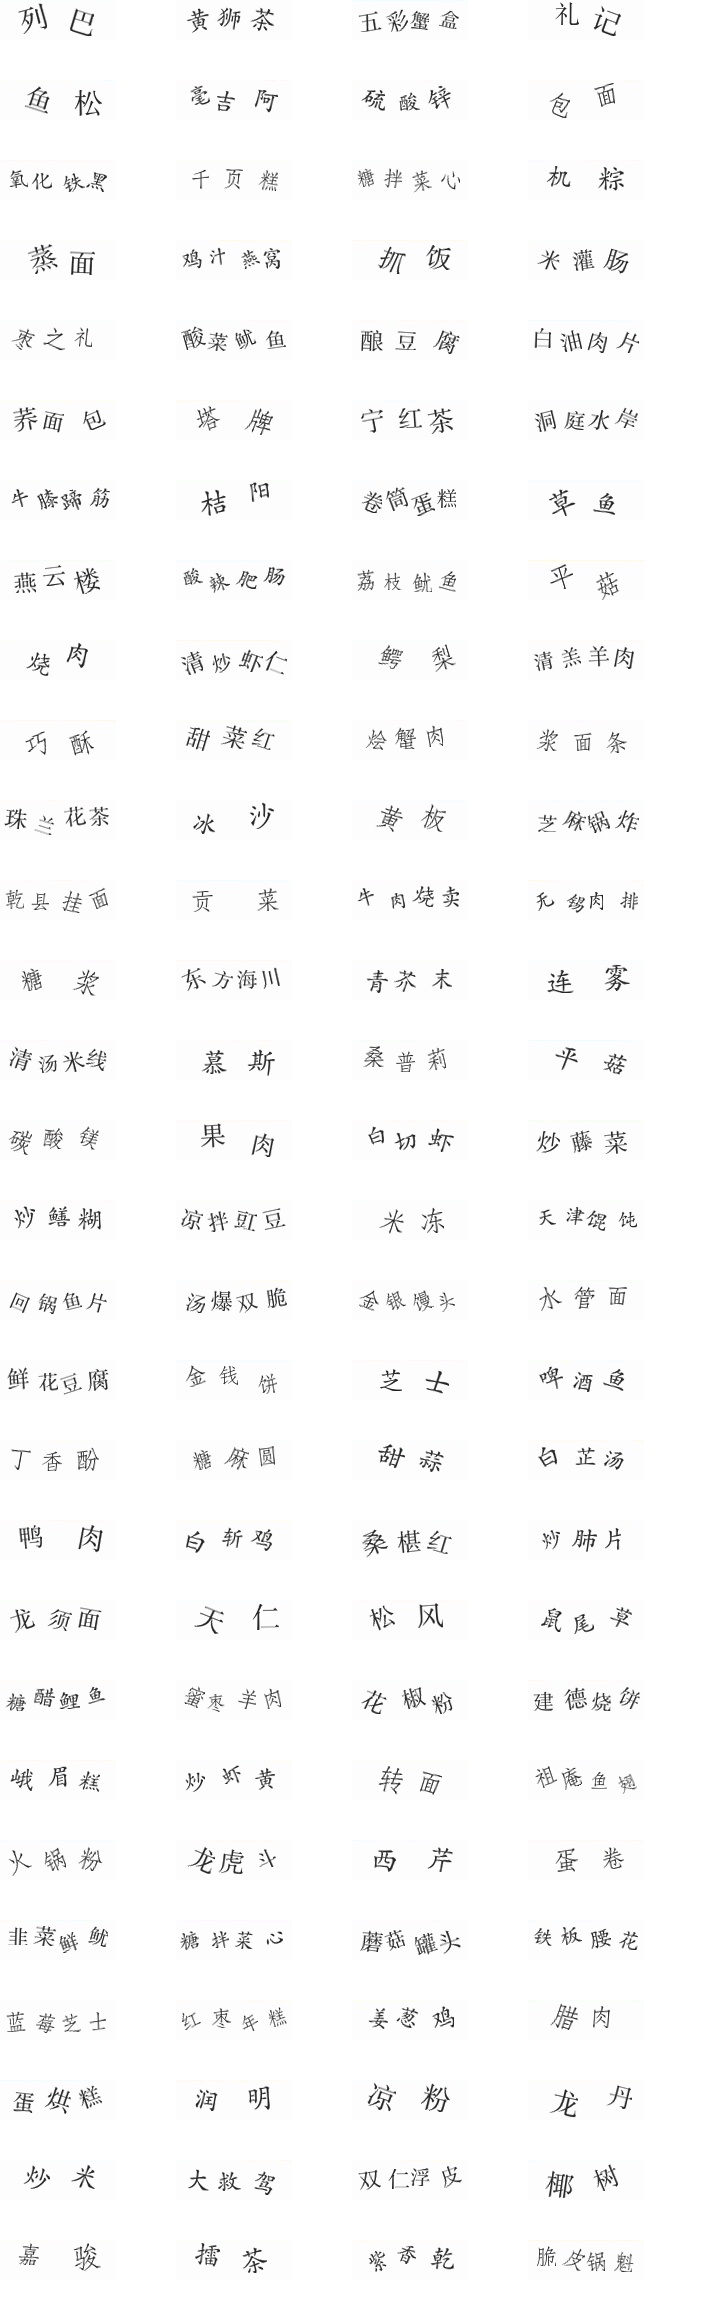 列巴 黄狮茶 五彩蟹盒 礼记
鱼松 毫吉阿 硫酸锌 包面
氧化铁黑 千页糕 糖拌菜心 机粽
蒸面 鸡汁燕窝 抓饭 米灌肠
枣之礼 酸菜鱿鱼 酿豆腐 白油肉片
荞面包 塔牌 宁红茶 洞庭水岸
牛膝蹄筋 桔阳 卷筒蛋糕 草鱼
燕云楼 酸辣肥肠 荔枝鱿鱼 平菇
烧肉 清炒虾仁 鳄梨 清羔羊肉
巧酥 甜菜红 烩蟹肉 浆面条
珠兰花茶 冰沙 黄板 芝麻锅炸
乾县挂面 贡菜 牛肉烧卖 无锡肉排
糖浆 东方海川 青芥末 连雾
清汤米线 慕斯 桑普莉 平菇
碳酸镁 果肉 白切虾 炒藤菜
炒鳝糊 凉拌豇豆 米冻 天津馄饨
回锅鱼片 汤爆双脆 金银馒头 水管面
鲜花豆腐 金钱饼 芝士 啤酒鱼
丁香酚 糖麻圆 甜蒜 白芷汤
鸭肉 白斩鸡 桑椹红 炒肺片
龙须面 天仁 松风 鼠尾草
糖醋鲤鱼 蜜枣羊肉 花椒粉 建德烧饼
峨眉糕 炒虾黄 转面 祖庵鱼翅
火锅粉 龙虎斗 西芹 蛋卷
韭菜鲜鱿 糖拌菜心 蘑菇罐头 铁板腰花
蓝莓芝士 红枣年糕 姜葱鸡 腊肉
蛋烘糕 润明 凉粉 龙丹
炒米 大救驾 双仁浮皮 椰树
嘉骏 擂茶 紫香乾 脆皮锅魁